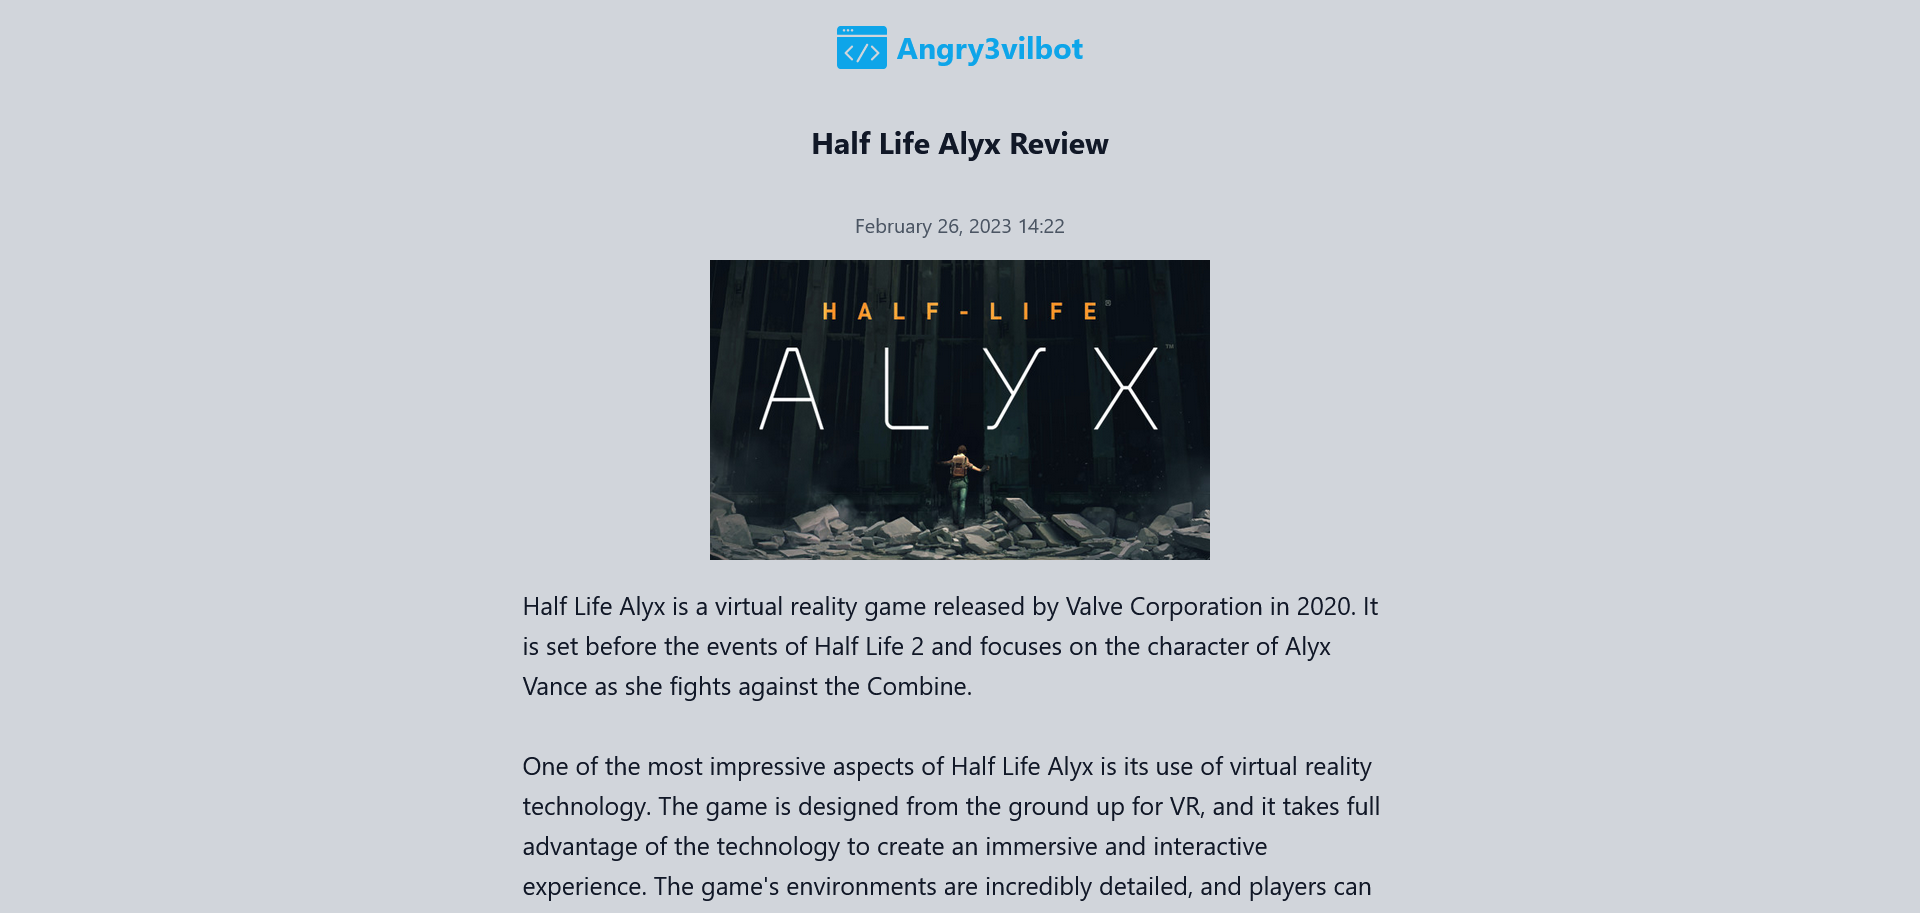 Angry3vilbot
Half Life Alyx Review
February 26, 2023 14:22
HALF-LIFE®
ALYX™
Half Life Alyx is a virtual reality game released by Valve Corporation in 2020. It
is set before the events of Half Life 2 and focuses on the character of Alyx
Vance as she fights against the Combine.
One of the most impressive aspects of Half Life Alyx is its use of virtual reality
technology. The game is designed from the ground up for VR, and it takes full
advantage of the technology to create an immersive and interactive
experience. The game's environments are incredibly detailed, and players can